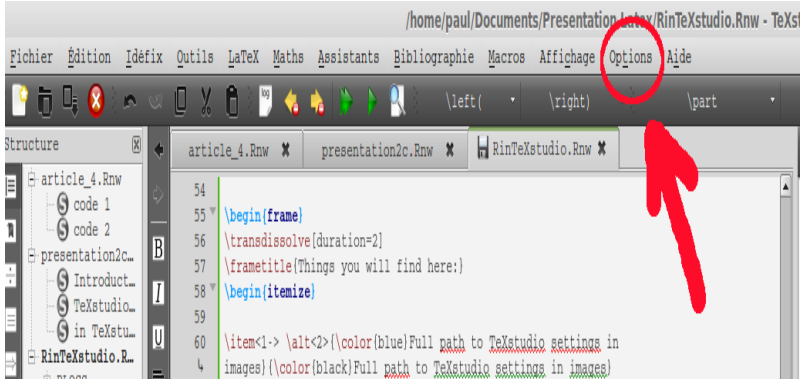 /home/paul/Documents/Presentation_Latex/RinTeXstudio.Rnw - TeXst
Fichier Édition Idéfix Outils LaTeX Maths Assistants Bibliographie Macros Affichage Options Aide
log \left( \right) \part
Structure
article_4.Rnw presentation2c.Rnw RinTeXstudio.Rnw
article_4.Rnw
code 1
code 2
presentation2c…
Introduct…
TeXstudio…
in TeXstu…
RinTeXstudio.R…
B
I
U
54
55 \begin{frame}
56 \transdissolve[duration=2]
57 \frametitle{Things you will find here:}
58 \begin{itemize}
59
60 \item<1-> \alt<2>{\color{blue}Full path to TeXstudio settings in
images}{\color{black}Full path to TeXstudio settings in images}